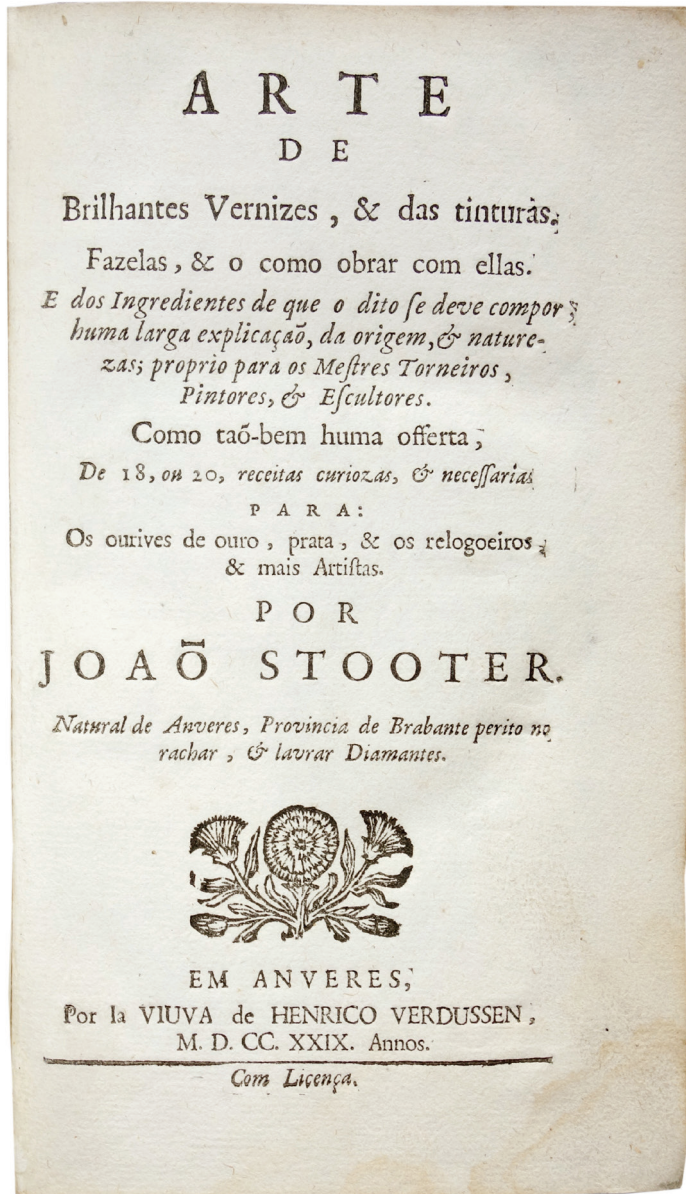 ARTE
DE
Brilhantes Vernizes, & das tinturàs.
Fazelas, & o como obrar com ellas.
E dos Ingredientes de que o dito ſe deve compor;
huma larga explicaçaõ, da origem, & nature-
zas; proprio para os Meſtres Torneiros,
Pintores, & Eſcultores.
Como taõ-bem huma offerta;
De 18, ou 20, receitas curiozas, & neceſſarias
PARA:
Os ourives de ouro, prata, & os relogoeiros,
& mais Artiſtas.
POR
JOAÕ STOOTER.
Natural de Anveres, Provincia de Brabante perito no
rachar, & lavrar Diamantes.
EM ANVERES,
Por la VIUVA de HENRICO VERDUSSEN,
M. D. CC. XXIX. Annos.
Com Liçença.